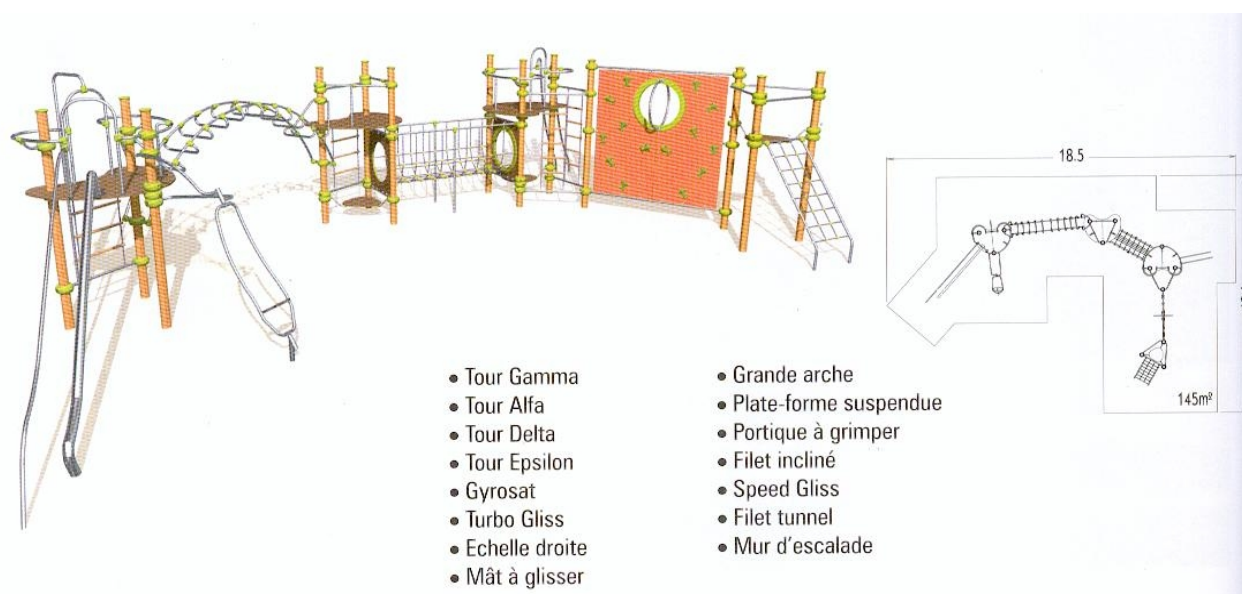 18.5
145m²
• Tour Gamma
• Tour Alfa
• Tour Delta
• Tour Epsilon
• Gyrosat
• Turbo Gliss
• Echelle droite
• Mât à glisser
• Grande arche
• Plate-forme suspendue
• Portique à grimper
• Filet incliné
• Speed Gliss
• Filet tunnel
• Mur d'escalade